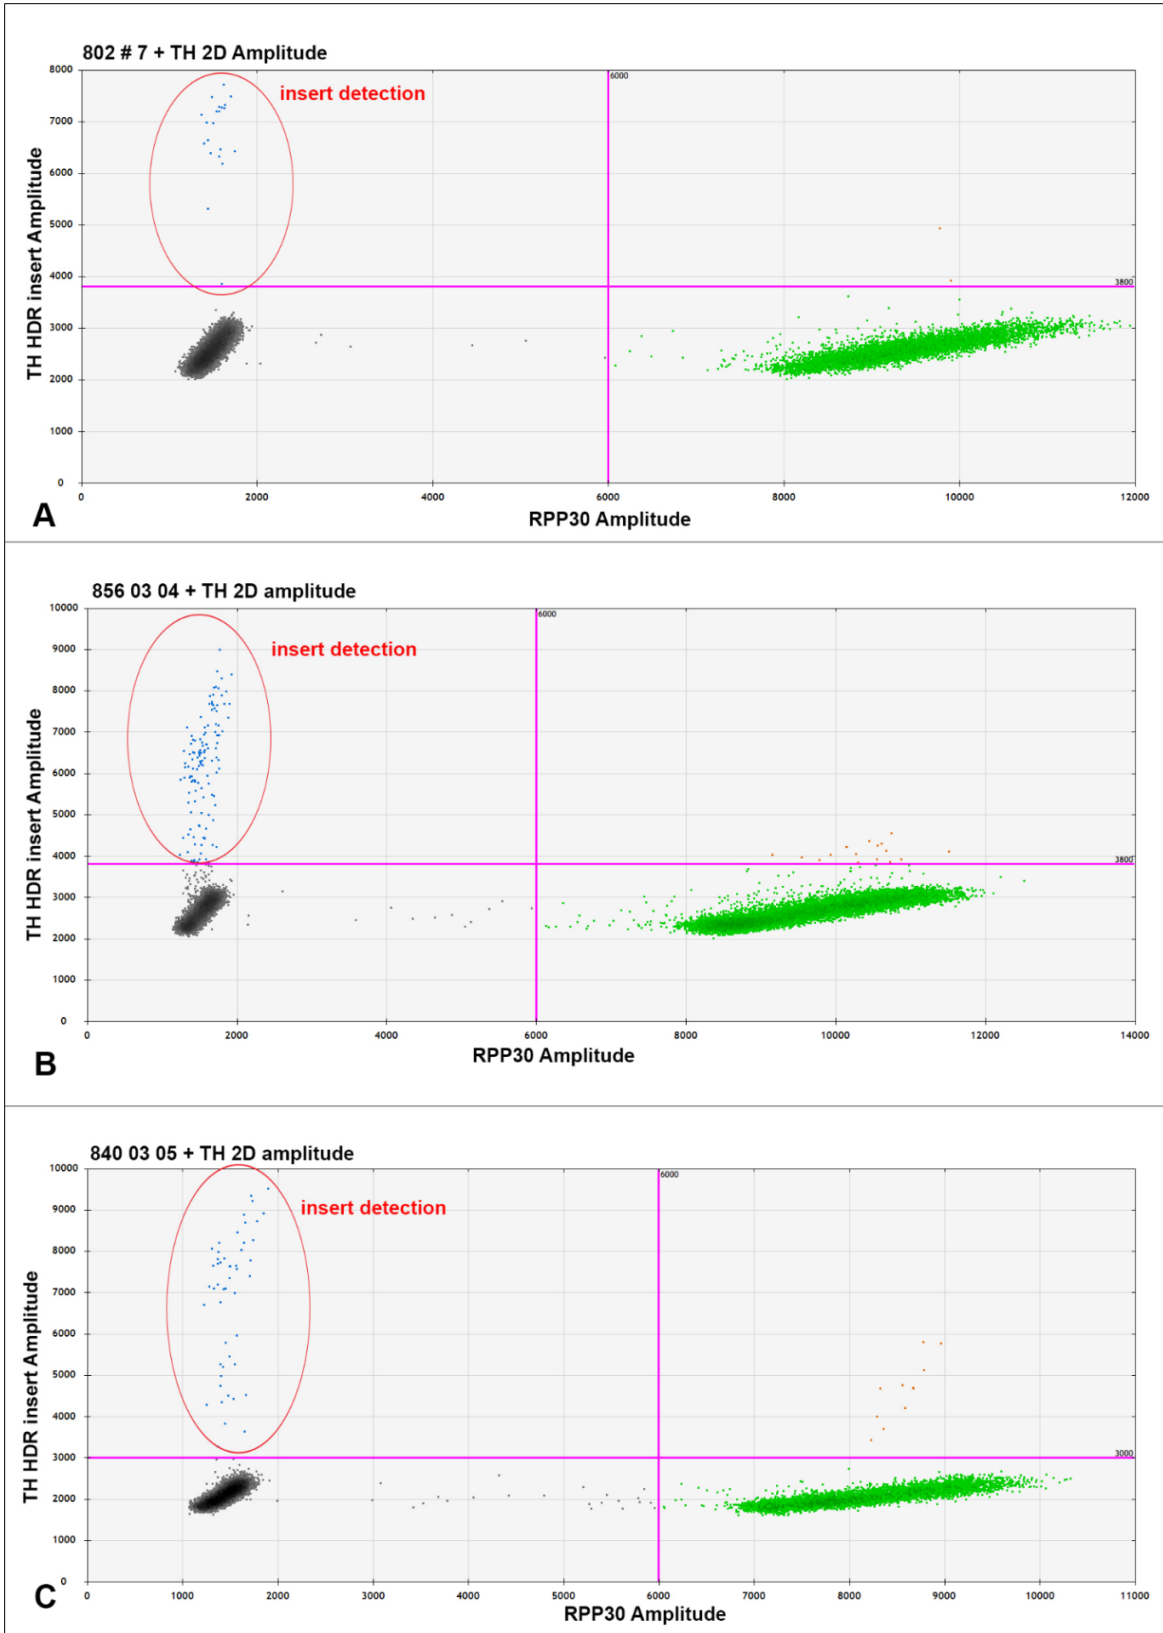 802 # 7 + TH 2D Amplitude
8000
6000
insert detection
7000
6000
5000
4000
3800
3000
2000
1000
0
TH HDR insert Amplitude
0 2000 4000 6000 8000 10000 12000
A
RPP30 Amplitude
856 03 04 + TH 2D amplitude
10000
6000
insert detection
9000
8000
7000
6000
5000
4000
3800
3000
2000
1000
0
TH HDR insert Amplitude
0 2000 4000 6000 8000 10000 12000 14000
B
RPP30 Amplitude
840 03 05 + TH 2D amplitude
10000
6000
insert detection
9000
8000
7000
6000
5000
4000
3000
3000
2000
1000
0
TH HDR insert Amplitude
0 1000 2000 3000 4000 5000 6000 7000 8000 9000 10000 11000
C
RPP30 Amplitude